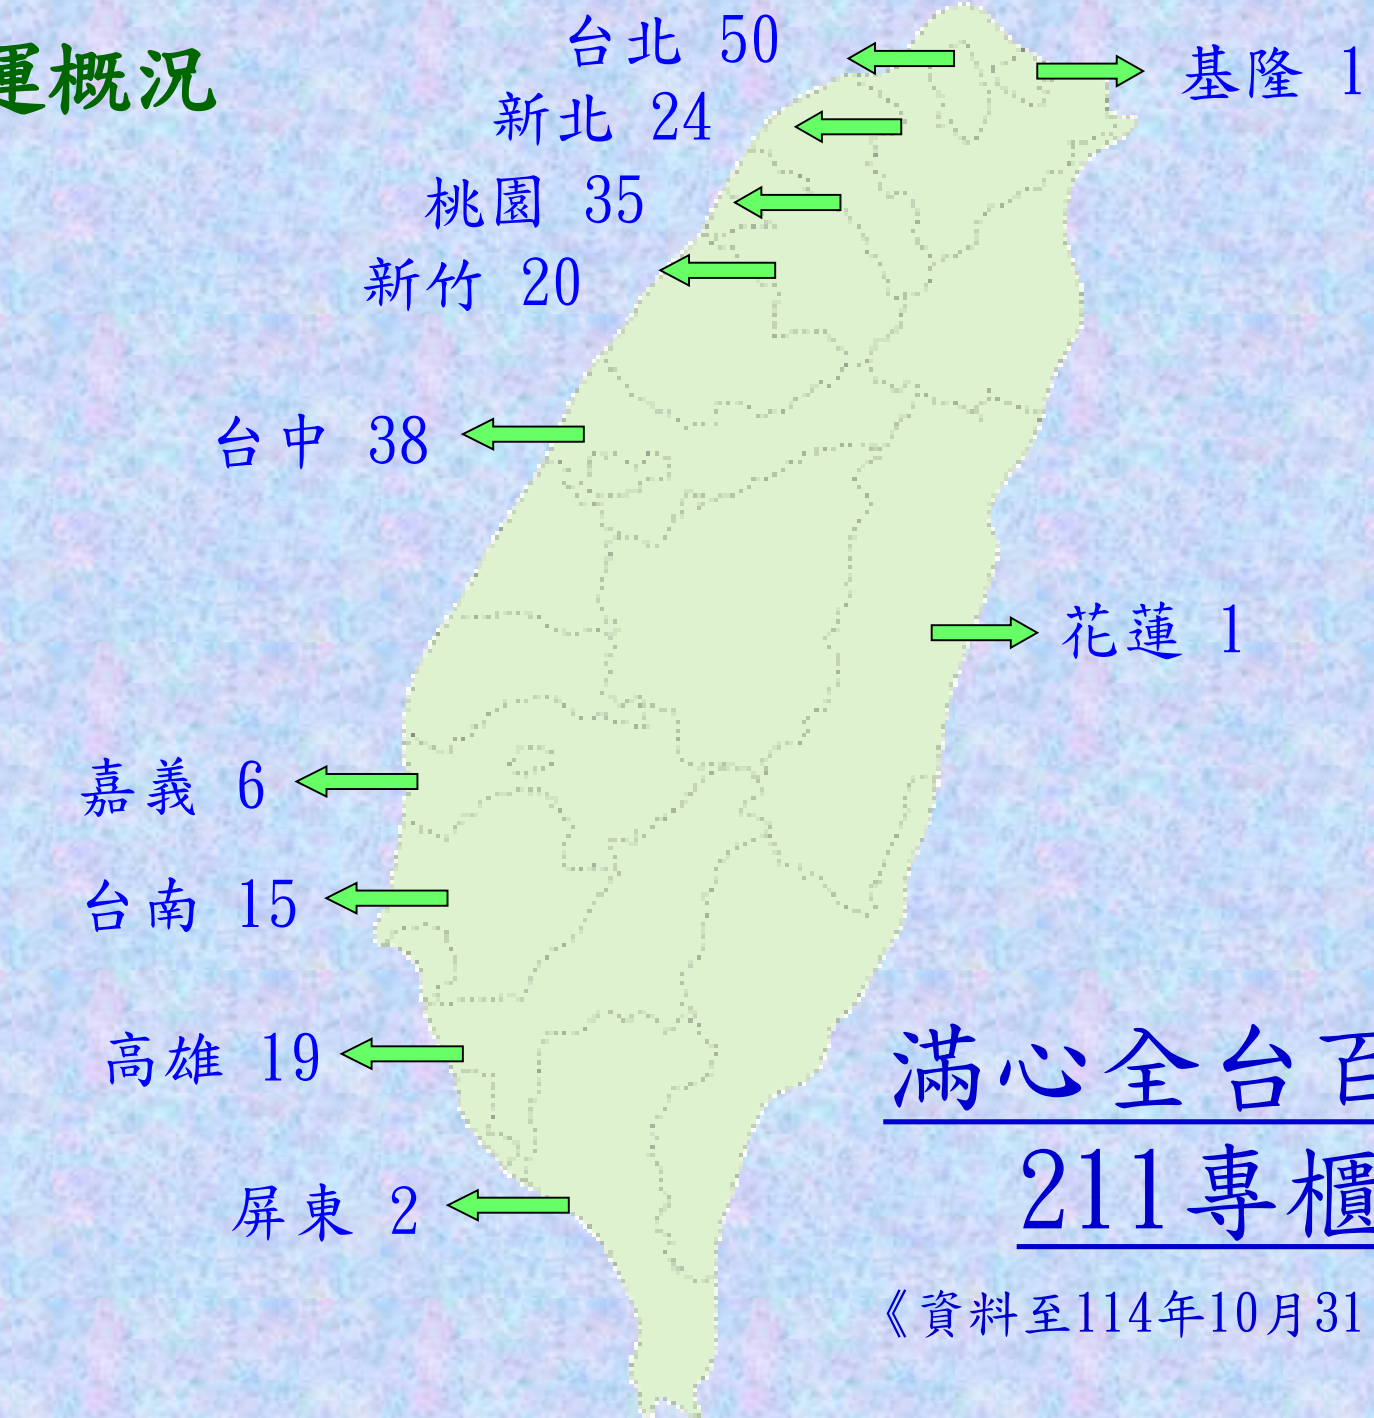 運概況
台北 50
基隆 1
新北 24
桃園 35
新竹 20
台中 38
花蓮 1
嘉義 6
台南 15
高雄 19
屏東 2
滿心全台百
211專櫃
《資料至114年10月31